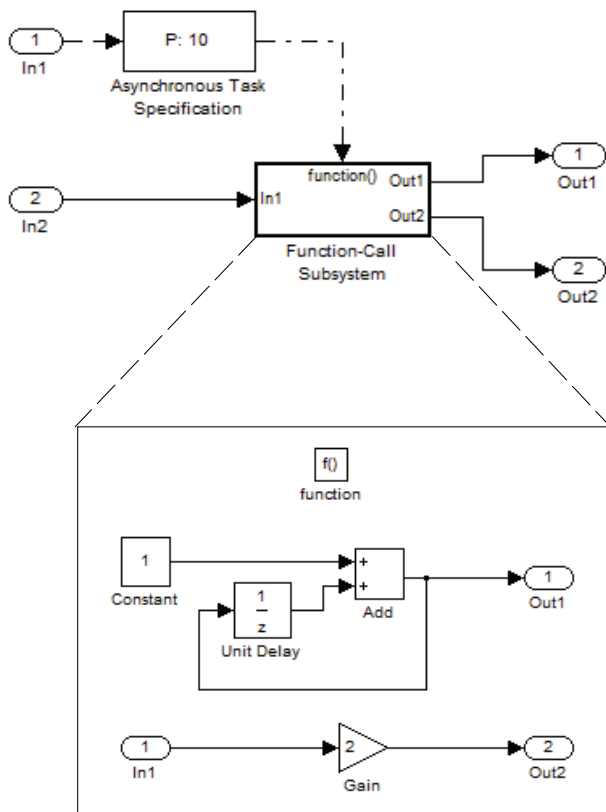 1
In1
P: 10
Asynchronous Task
Specification
2
In2
function()
In1
Out1
Out2
Function-Call
Subsystem
1
Out1
2
Out2
f()
function
1
Constant
1
z
Unit Delay
+
+
Add
1
Out1
1
In1
2
Gain
2
Out2